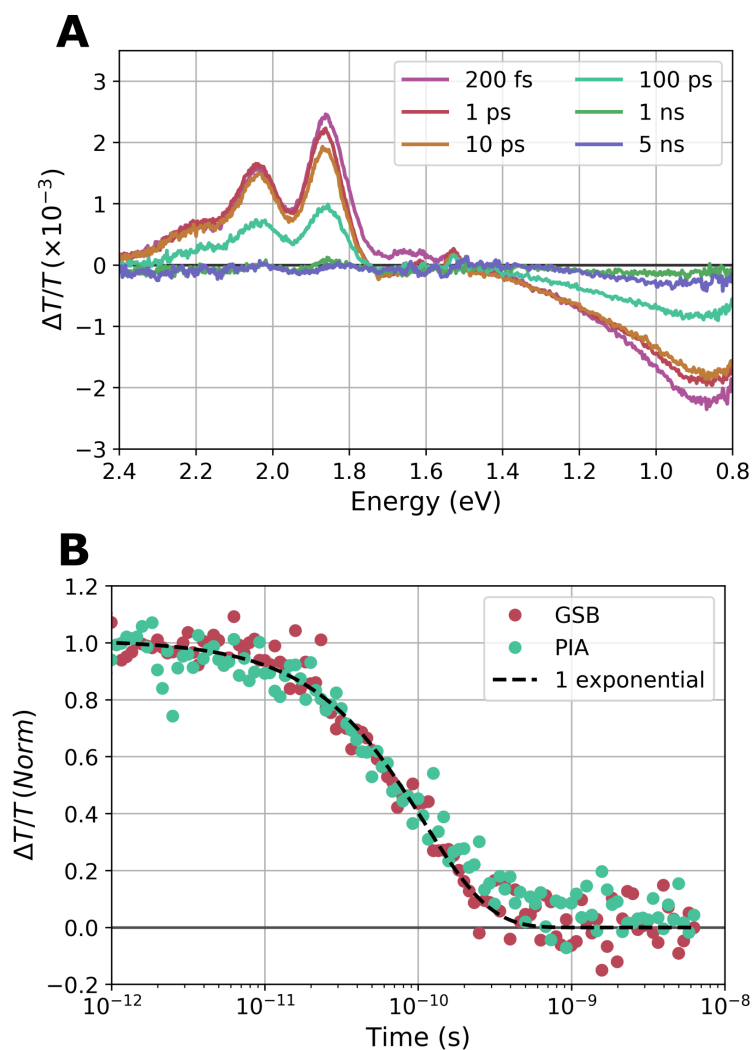 A
3
2
1
0
−1
−2
−3
ΔT/T (×10⁻³)
200 fs
1 ps
10 ps
100 ps
1 ns
5 ns
2.4 2.2 2.0 1.8 1.6 1.4 1.2 1.0 0.8
Energy (eV)
B
1.2
1.0
0.8
0.6
0.4
0.2
0.0
−0.2
ΔT/T (Norm)
GSB
PIA
1 exponential
10⁻¹² 10⁻¹¹ 10⁻¹⁰ 10⁻⁹ 10⁻⁸
Time (s)